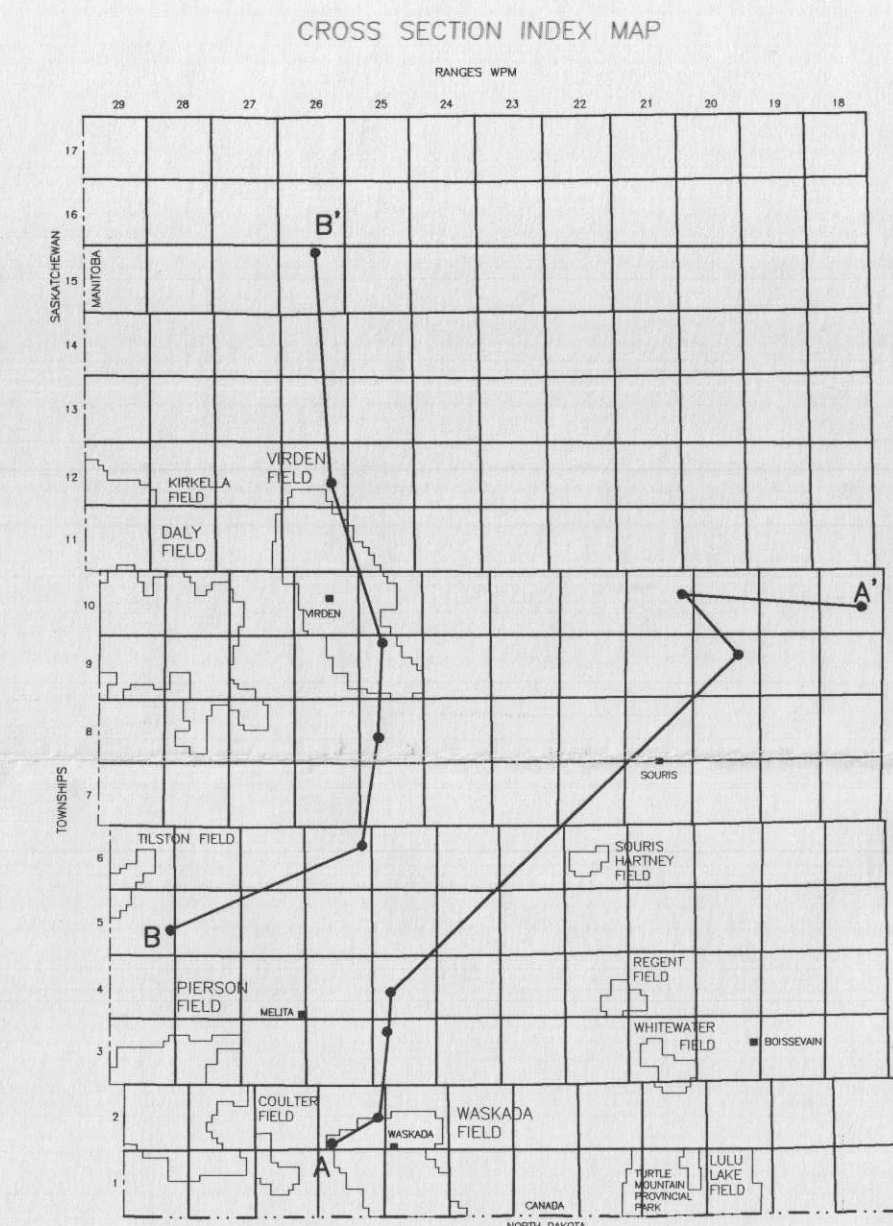 CROSS SECTION INDEX MAP
RANGES WPM
29 28 27 26 25 24 23 22 21 20 19 18
17
16
B'
SASKATCHEWAN
MANITOBA
15
14
13
VIRDEN
FIELD
12
KIRKELLA
FIELD
DALY
FIELD
11
10
VIRDEN
A'
9
8
SOURIS
TOWNSHIPS
7
TILSTON FIELD
6
SOURIS
HARTNEY
FIELD
5
B
REGENT
FIELD
PIERSON
FIELD
4
MELITA
WHITEWATER
FIELD
BOISSEVAIN
3
COULTER
FIELD
2
WASKADA
FIELD
WASKADA
A
1
TURTLE
MOUNTAIN
PROVINCIAL
PARK
LULU
LAKE
FIELD
CANADA
NORTH DAKOTA